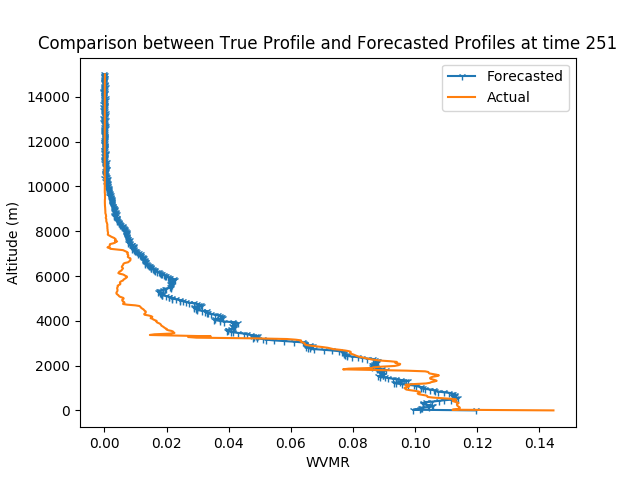 Comparison between True Profile and Forecasted Profiles at time 251
Forecasted
Actual
14000
12000
10000
8000
6000
4000
2000
0
Altitude (m)
0.00 0.02 0.04 0.06 0.08 0.10 0.12 0.14
WVMR